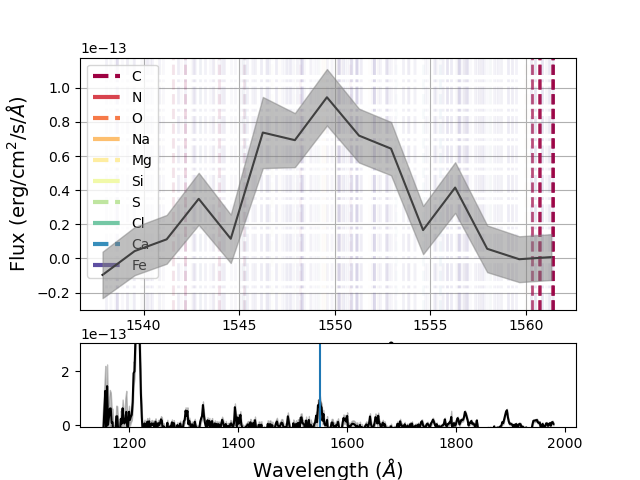 1e−13
Flux (erg/cm²/s/Å)
1.0
0.8
0.6
0.4
0.2
0.0
−0.2
C
N
O
Na
Mg
Si
S
Cl
Ca
Fe
1540 1545 1550 1555 1560
1e−13
2
0
1200 1400 1600 1800 2000
Wavelength (Å)